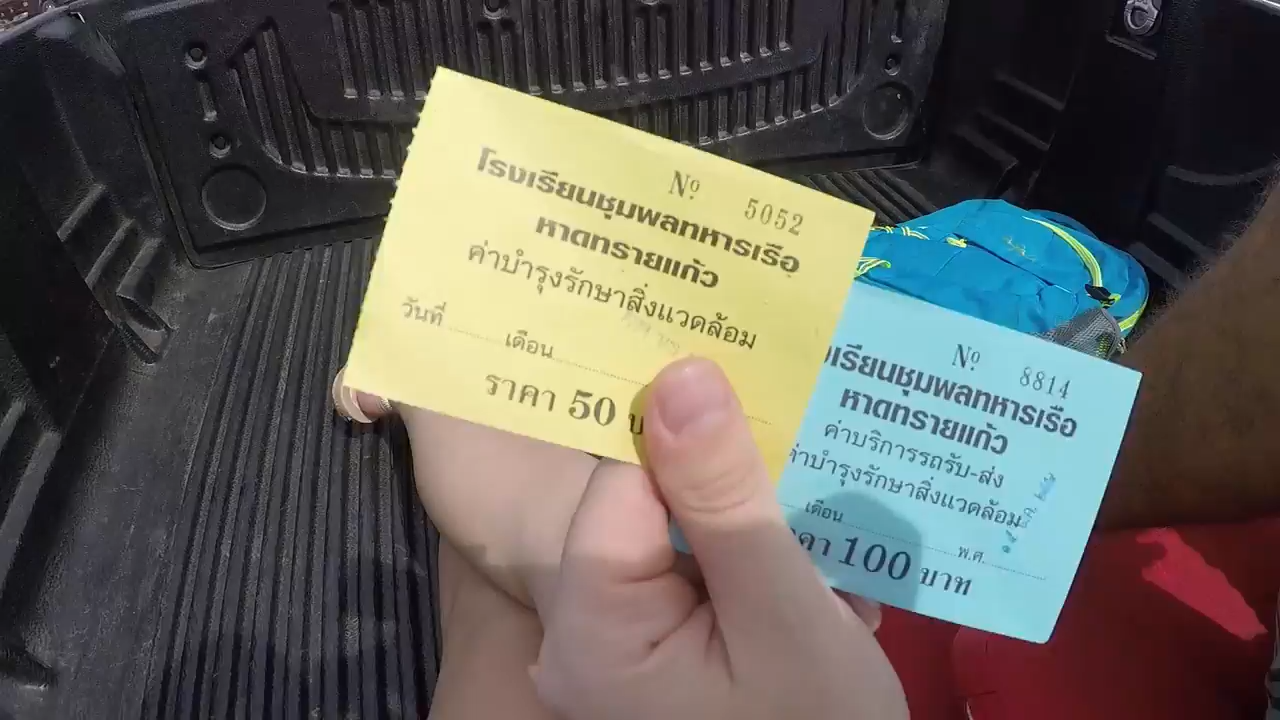 Nº 5052
โรงเรียนชุมพลทหารเรือ
หาดทรายแก้ว
ค่าบำรุงรักษาสิ่งแวดล้อม
วันที่ ........ เดือน ........
ราคา 50
Nº 8814
เรียนชุมพลทหารเรือ
หาดทรายแก้ว
ค่าบริการรถรับ-ส่ง
ค่าบำรุงรักษาสิ่งแวดล้อม
เดือน ........ พ.ศ. ........
100 บาท